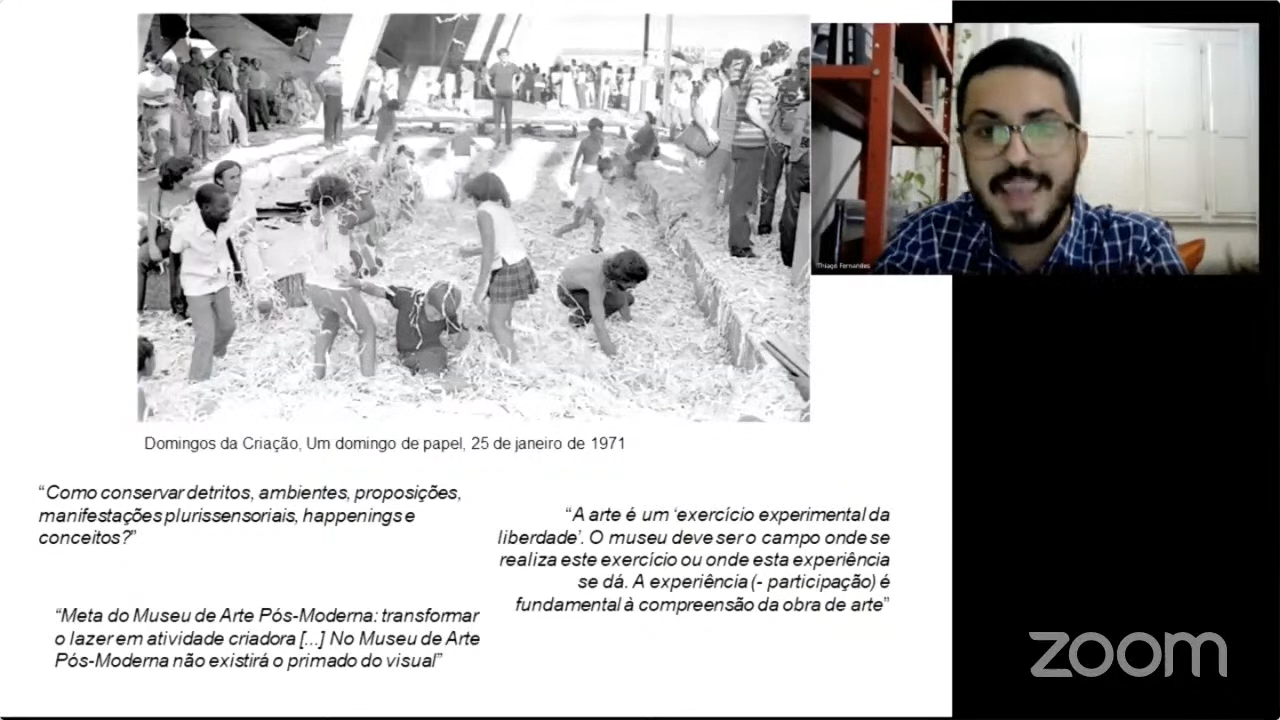 Thiago Fernandes
Domingos da Criação, Um domingo de papel, 25 de janeiro de 1971
“Como conservar detritos, ambientes, proposições,
manifestações plurissensoriais, happenings e
conceitos?”
“A arte é um ‘exercício experimental da
liberdade’. O museu deve ser o campo onde se
realiza este exercício ou onde esta experiência
se dá. A experiência (- participação) é
fundamental à compreensão da obra de arte”
“Meta do Museu de Arte Pós-Moderna: transformar
o lazer em atividade criadora [...] No Museu de Arte
Pós-Moderna não existirá o primado do visual”
zoom